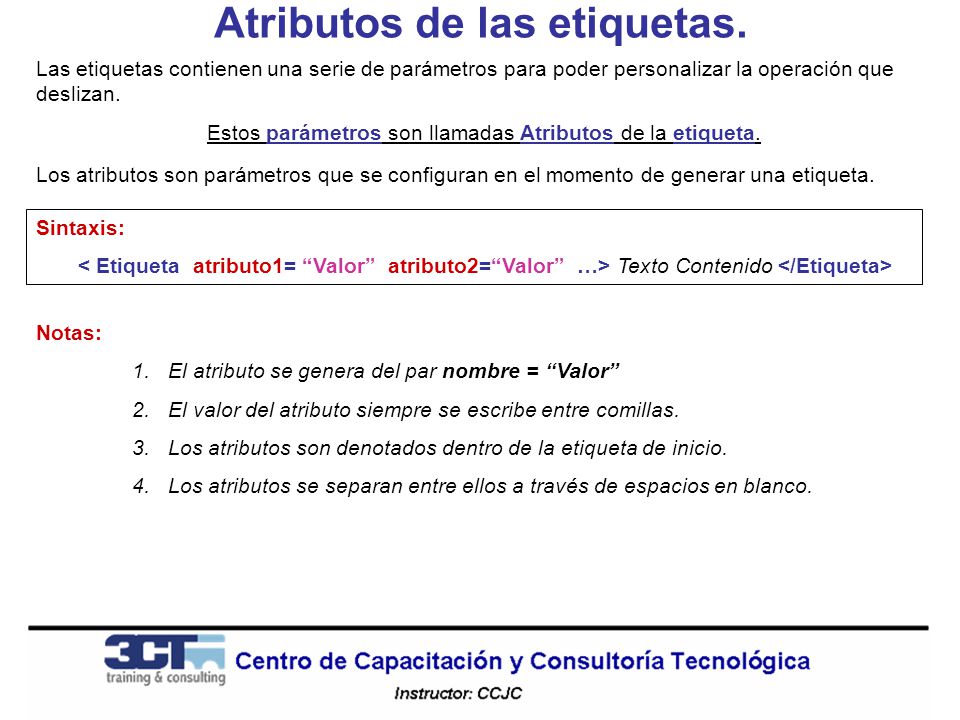 Atributos de las etiquetas.
Las etiquetas contienen una serie de parámetros para poder personalizar la operación que
deslizan.
Estos parámetros son llamadas Atributos de la etiqueta.
Los atributos son parámetros que se configuran en el momento de generar una etiqueta.
Sintaxis:
< Etiqueta atributo1= “Valor” atributo2=“Valor” …> Texto Contenido </Etiqueta>
Notas:
1. El atributo se genera del par nombre = “Valor”
2. El valor del atributo siempre se escribe entre comillas.
3. Los atributos son denotados dentro de la etiqueta de inicio.
4. Los atributos se separan entre ellos a través de espacios en blanco.
3CT
training & consulting
Centro de Capacitación y Consultoría Tecnológica
Instructor: CCJC